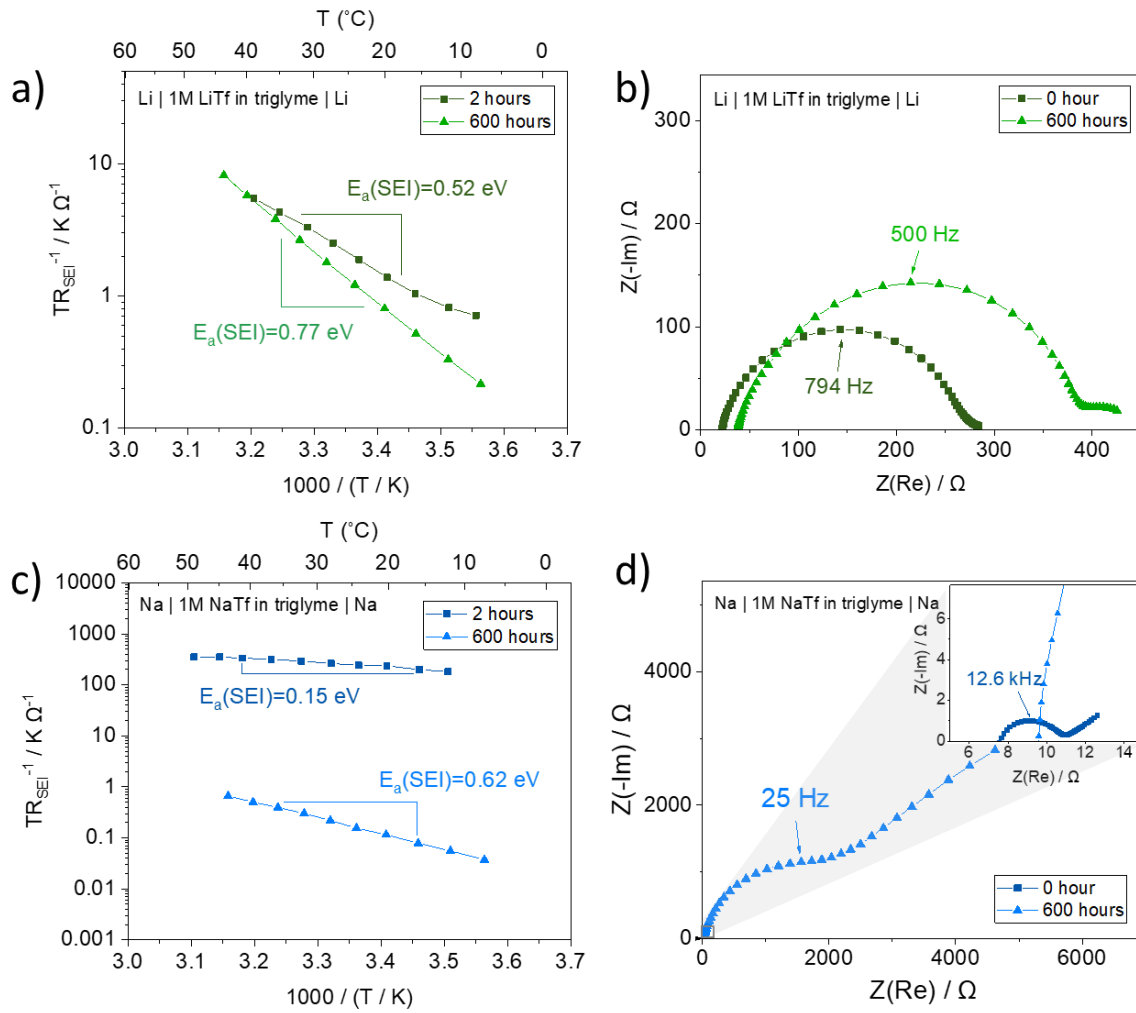 a)
T (°C)
60 50 40 30 20 10 0
Li | 1M LiTf in triglyme | Li
2 hours
600 hours
Eₐ(SEI)=0.52 eV
Eₐ(SEI)=0.77 eV
10
1
0.1
TR_SEI⁻¹ / K Ω⁻¹
3.0 3.1 3.2 3.3 3.4 3.5 3.6 3.7
1000 / (T / K)
b)
Li | 1M LiTf in triglyme | Li
0 hour
600 hours
500 Hz
794 Hz
300
150
200
0
Z(-Im) / Ω
0 100 200 300 400
Z(Re) / Ω
c)
T (°C)
60 50 40 30 20 10 0
Na | 1M NaTf in triglyme | Na
2 hours
600 hours
Eₐ(SEI)=0.15 eV
Eₐ(SEI)=0.62 eV
10000
1000
100
10
1
0.1
0.01
0.001
TR_SEI⁻¹ / K Ω⁻¹
3.0 3.1 3.2 3.3 3.4 3.5 3.6 3.7
1000 / (T / K)
d)
Na | 1M NaTf in triglyme | Na
12.6 kHz
6
4
2
0
Z(-Im) / Ω
6 8 10 12 14
Z(Re) / Ω
25 Hz
0 hour
600 hours
4000
2000
0
Z(-Im) / Ω
0 2000 4000 6000
Z(Re) / Ω